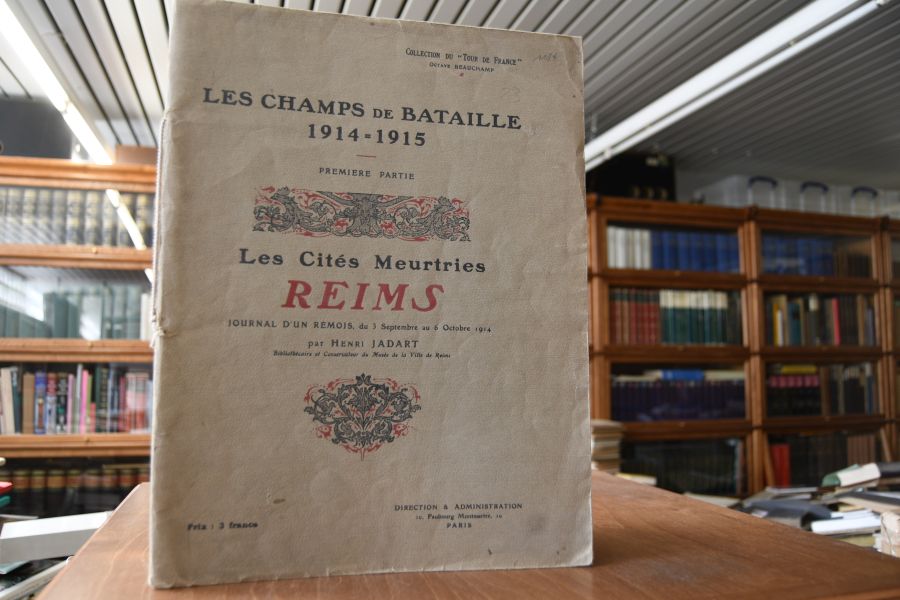 COLLECTION DU "TOUR DE FRANCE"
OCTAVE BEAUCHAMP
LES CHAMPS DE BATAILLE
1914=1915
PREMIERE PARTIE
Les Cités Meurtries
REIMS
JOURNAL D'UN REMOIS, du 3 Septembre au 6 Octobre 1914
par HENRI JADART
Bibliothécaire et Conservateur du Musée de la Ville de Reims
Prix : 3 francs
DIRECTION & ADMINISTRATION
Faubourg Montmartre,
PARIS